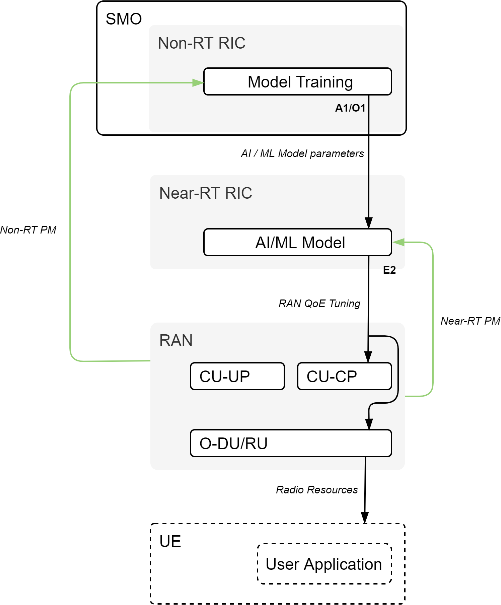 SMO
Non-RT RIC
Model Training
A1/O1
AI / ML Model parameters
Near-RT RIC
Non-RT PM
AI/ML Model
E2
RAN QoE Tuning
Near-RT PM
RAN
CU-UP
CU-CP
O-DU/RU
Radio Resources
UE
User Application